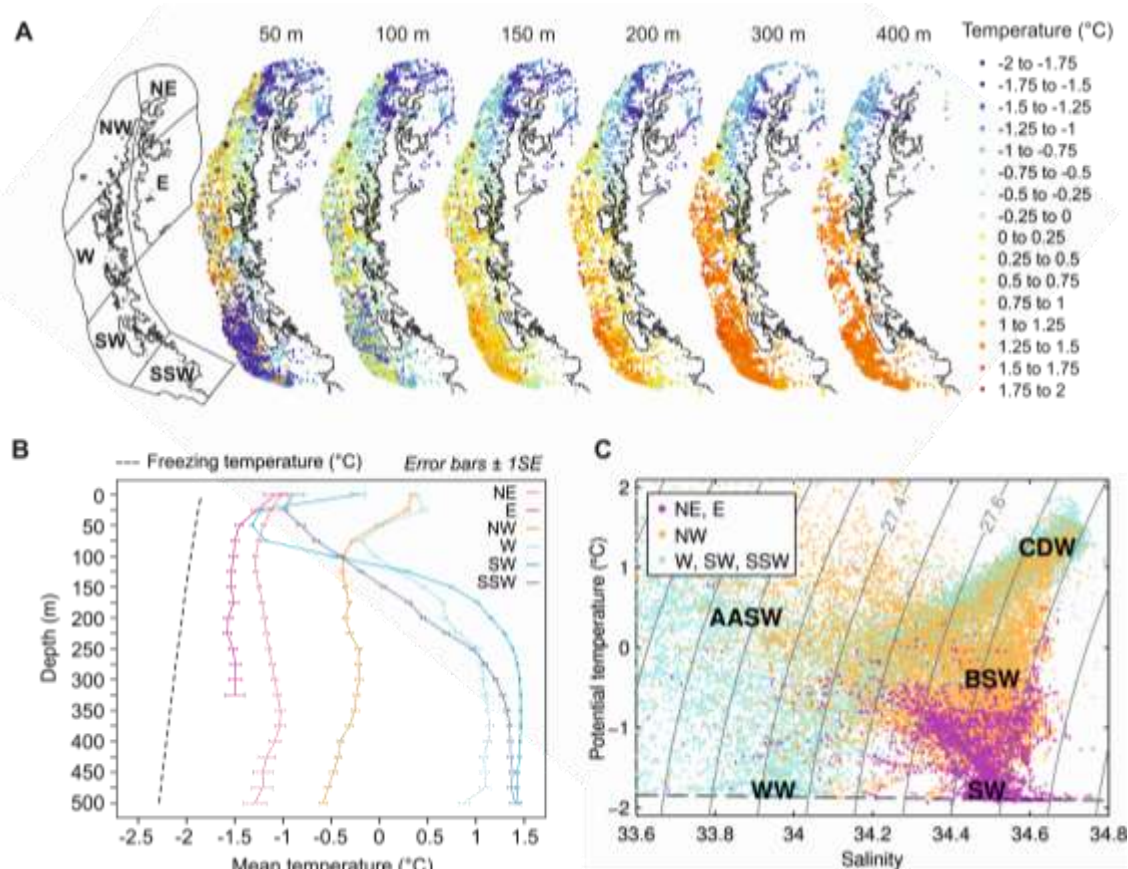 A
50 m 100 m 150 m 200 m 300 m 400 m Temperature (°C)
NE
NW
E
W
SW
SSW
-2 to -1.75
-1.75 to -1.5
-1.5 to -1.25
-1.25 to -1
-1 to -0.75
-0.75 to -0.5
-0.5 to -0.25
-0.25 to 0
0 to 0.25
0.25 to 0.5
0.5 to 0.75
0.75 to 1
1 to 1.25
1.25 to 1.5
1.5 to 1.75
1.75 to 2
B
Freezing temperature (°C) Error bars ± 1SE
NE
E
NW
W
SW
SSW
0
50
100
150
200
250
300
350
400
450
500
Depth (m)
-2.5 -2 -1.5 -1 -0.5 0 0.5 1 1.5
Mean temperature (°C)
C
2
1
0
-1
-2
Potential temperature (°C)
NE, E
NW
W, SW, SSW
27.4
27.6
CDW
AASW
BSW
WW
SW
33.6 33.8 34 34.2 34.4 34.6 34.8
Salinity